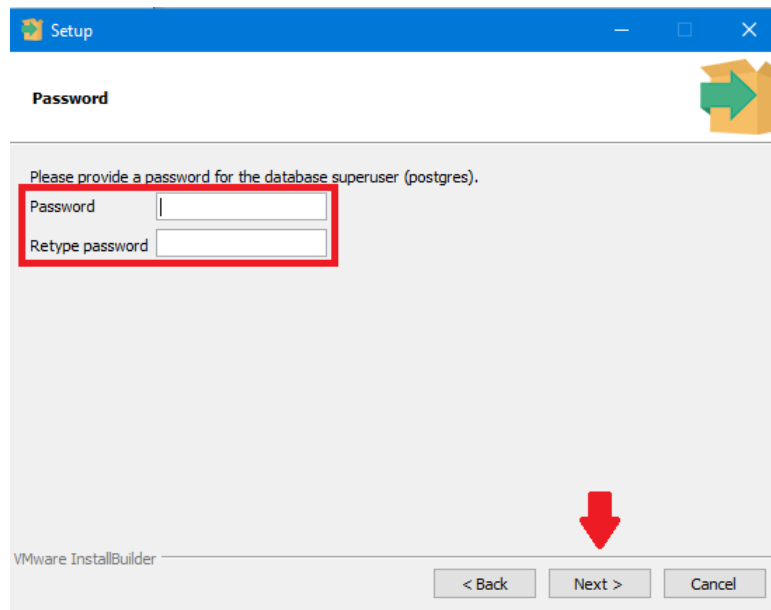 Setup
Password
Please provide a password for the database superuser (postgres).
Password
Retype password
VMware InstallBuilder
< Back Next > Cancel